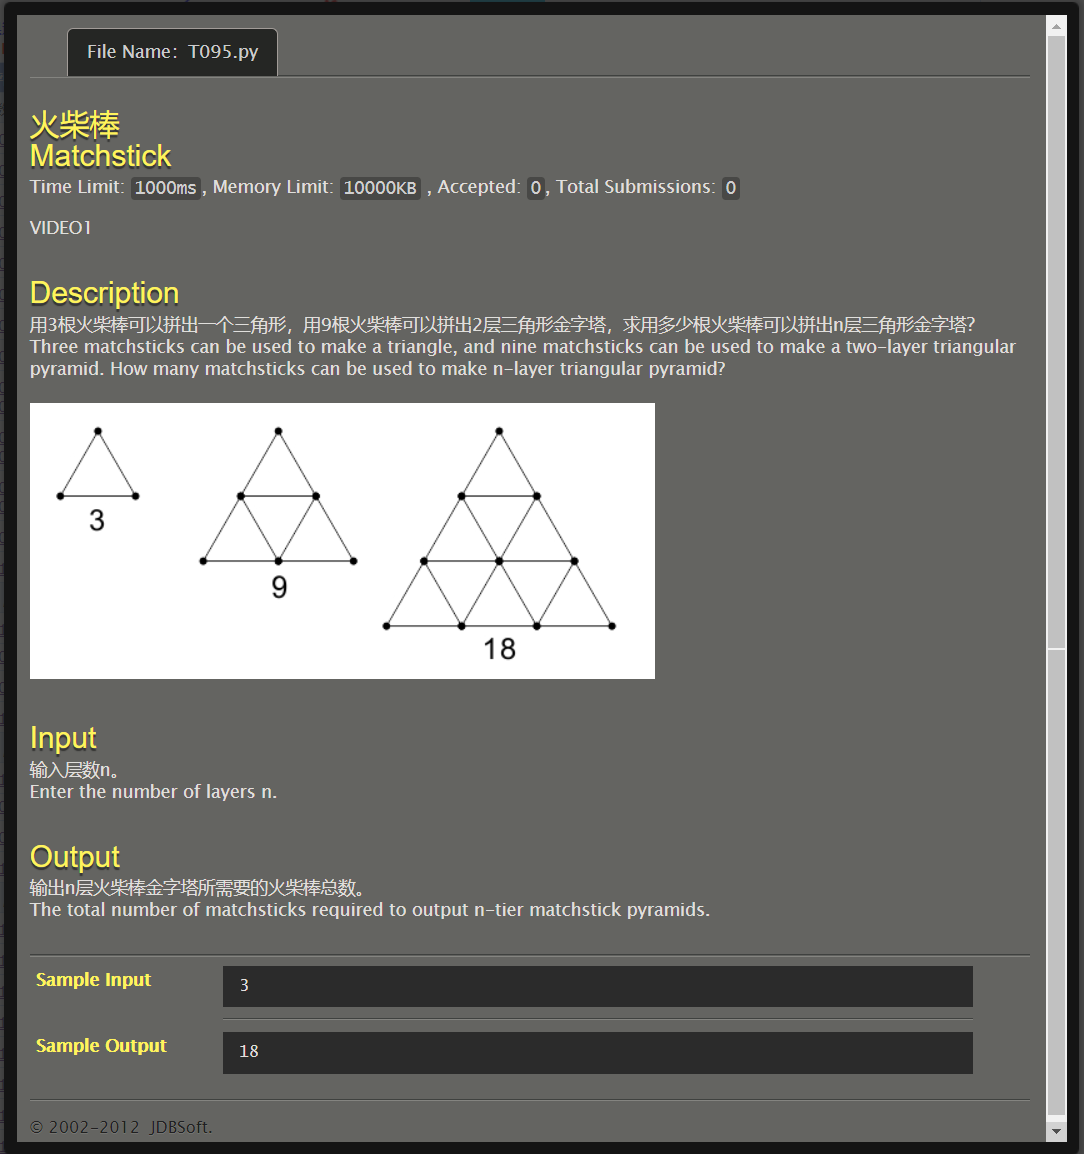 File Name: T095.py
火柴棒
Matchstick
Time Limit: 1000ms, Memory Limit: 10000KB , Accepted: 0, Total Submissions: 0
VIDEO1
Description
用3根火柴棒可以拼出一个三角形，用9根火柴棒可以拼出2层三角形金字塔，求用多少根火柴棒可以拼出n层三角形金字塔？
Three matchsticks can be used to make a triangle, and nine matchsticks can be used to make a two-layer triangular
pyramid. How many matchsticks can be used to make n-layer triangular pyramid?
3
9
18
Input
输入层数n。
Enter the number of layers n.
Output
输出n层火柴棒金字塔所需要的火柴棒总数。
The total number of matchsticks required to output n-tier matchstick pyramids.
Sample Input
3
Sample Output
18
© 2002-2012 JDBSoft.